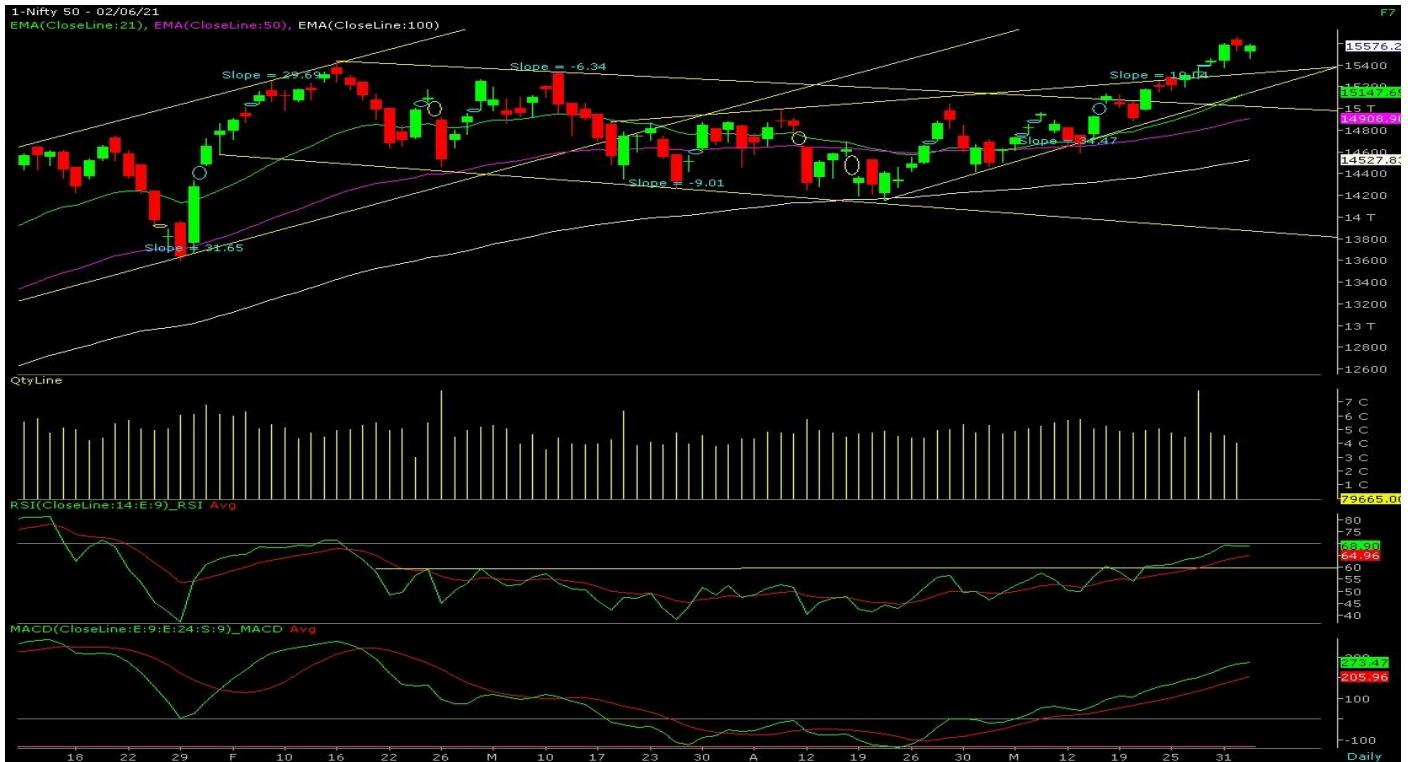 1-Nifty 50 - 02/06/21
F7
EMA(CloseLine:21), EMA(CloseLine:50), EMA(CloseLine:100)
15576.2
Slope = -6.34
15400
Slope = 29.69
15200
15147.69
15 T
14908.90
14800
Slope = 34.47
14600
14527.83
14400
Slope = -9.01
14200
14 T
13800
Slope = 31.65
13600
13400
13200
13 T
12800
12600
QtyLine
7 C
6 C
5 C
4 C
3 C
2 C
1 C
79665.00
RSI(CloseLine:14:E:9)_RSI Avg
80
75
68.90
64.96
60
55
50
45
40
MACD(CloseLine:E:9:E:24:S:9)_MACD Avg
273.47
205.96
100
-100
18 22 29 F 10 16 22 26 M 10 17 23 30 A 12 19 26 30 M 12 19 25 31 Daily